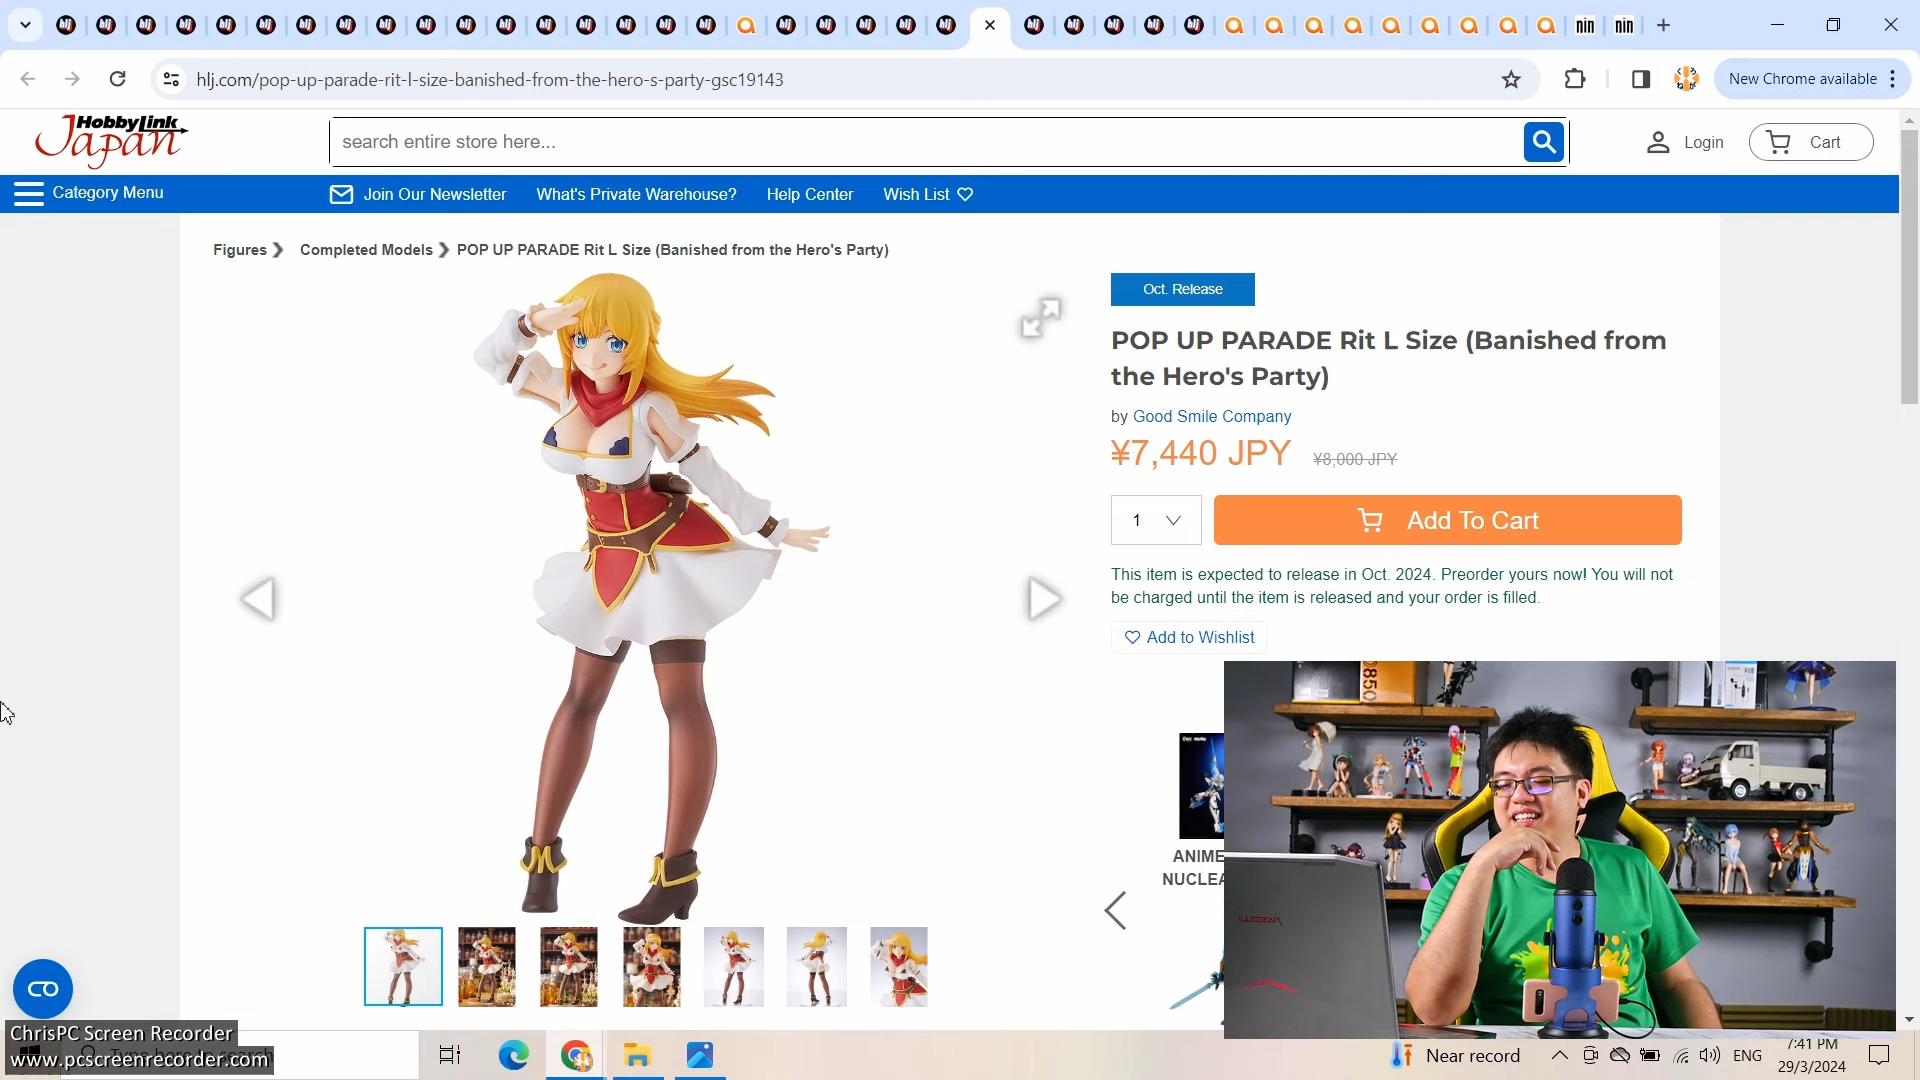 hlj.com/pop-up-parade-rit-l-size-banished-from-the-hero-s-party-gsc19143
New Chrome available
HobbyLink
Japan
search entire store here...
Login
Cart
Category Menu
Join Our Newsletter
What's Private Warehouse?
Help Center
Wish List
Figures
Completed Models
POP UP PARADE Rit L Size (Banished from the Hero's Party)
Oct. Release
POP UP PARADE Rit L Size (Banished from
the Hero's Party)
by Good Smile Company
¥7,440 JPY ¥8,000 JPY
1
Add To Cart
This item is expected to release in Oct. 2024. Preorder yours now! You will not
be charged until the item is released and your order is filled.
Add to Wishlist
ANIME
NUCLEA
ChrisPC Screen Recorder
www.pcscreenrecorder.com
Near record
ENG
7:41 PM
29/3/2024